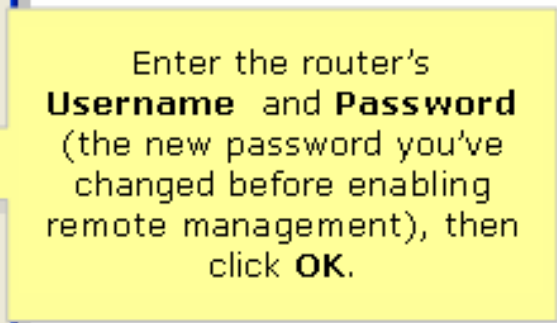 Enter the router's
Username and Password
(the new password you've
changed before enabling
remote management), then
click OK.